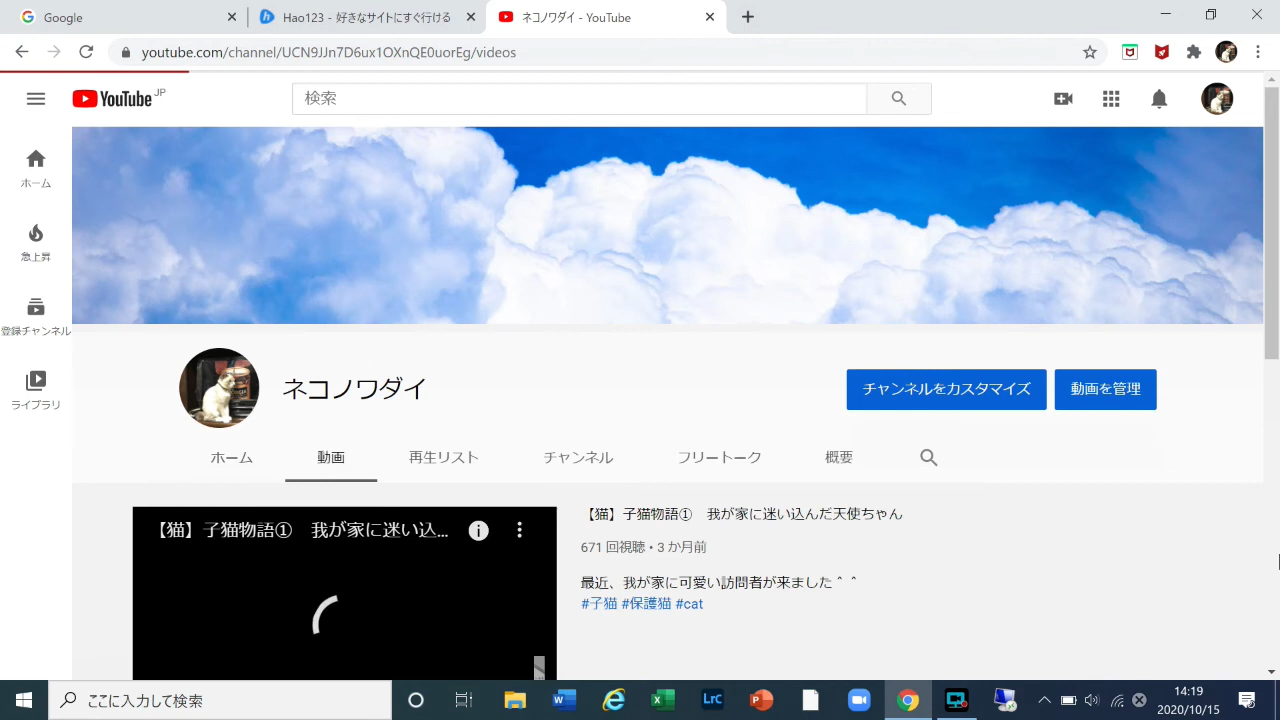 Google
Hao123 - 好きなサイトにすぐ行ける
ネコノワダイ - YouTube
youtube.com/channel/UCN9JJn7D6ux1OXnQE0uorEg/videos
YouTube JP
検索
ホーム
急上昇
登録チャンネル
ライブラリ
ネコノワダイ
チャンネルをカスタマイズ
動画を管理
ホーム
動画
再生リスト
チャンネル
フリートーク
概要
【猫】子猫物語① 我が家に迷い込...
【猫】子猫物語① 我が家に迷い込んだ天使ちゃん
671 回視聴・3 か月前
最近、我が家に可愛い訪問者が来ました＾＾
#子猫 #保護猫 #cat
ここに入力して検索
LrC
14:19
2020/10/15